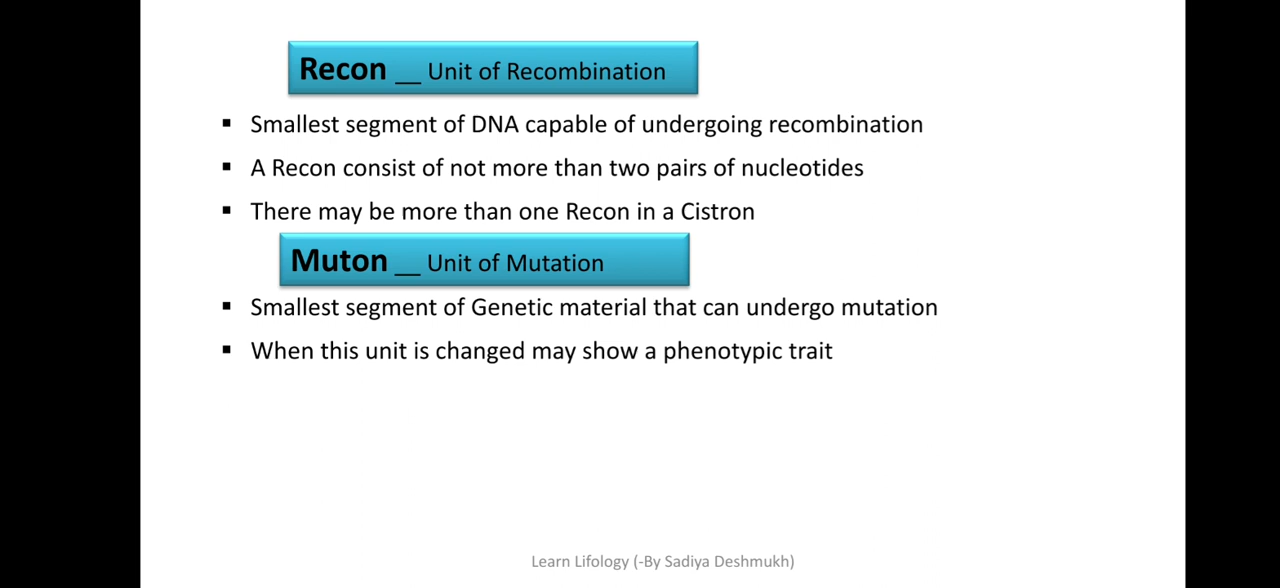 Recon __ Unit of Recombination
▪ Smallest segment of DNA capable of undergoing recombination
▪ A Recon consist of not more than two pairs of nucleotides
▪ There may be more than one Recon in a Cistron
Muton __ Unit of Mutation
▪ Smallest segment of Genetic material that can undergo mutation
▪ When this unit is changed may show a phenotypic trait
Learn Lifology (-By Sadiya Deshmukh)